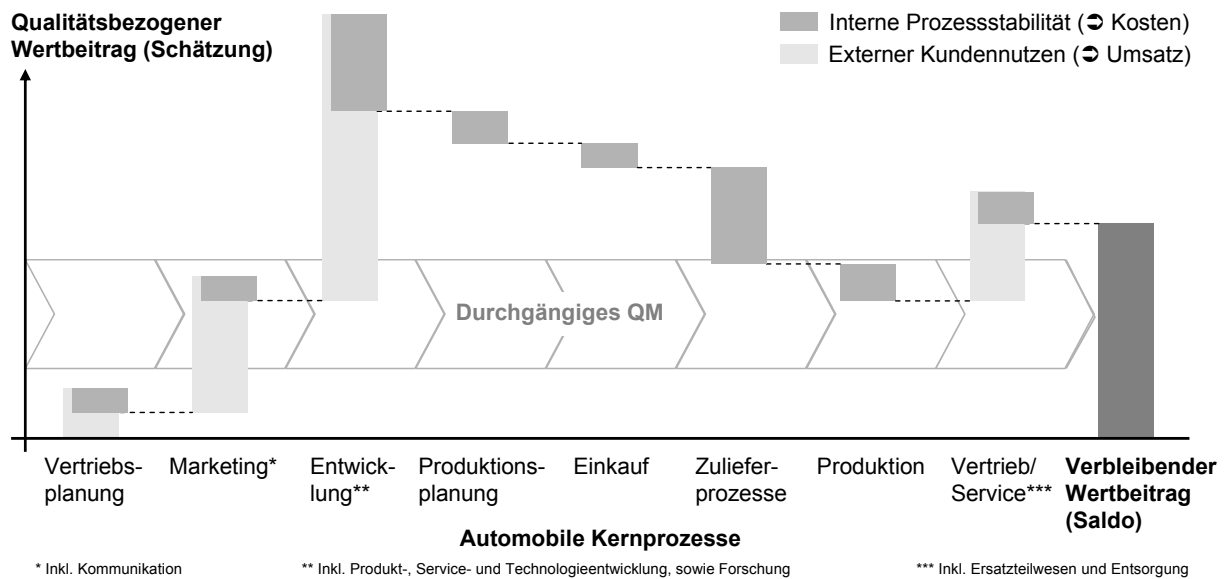 Qualitätsbezogener
Wertbeitrag (Schätzung)
Interne Prozessstabilität (➲ Kosten)
Externer Kundennutzen (➲ Umsatz)
Durchgängiges QM
Vertriebs-
planung
Marketing*
Entwick-
lung**
Produktions-
planung
Einkauf
Zuliefer-
prozesse
Produktion
Vertrieb/
Service***
Verbleibender
Wertbeitrag
(Saldo)
Automobile Kernprozesse
* Inkl. Kommunikation
** Inkl. Produkt-, Service- und Technologieentwicklung, sowie Forschung
*** Inkl. Ersatzteilwesen und Entsorgung